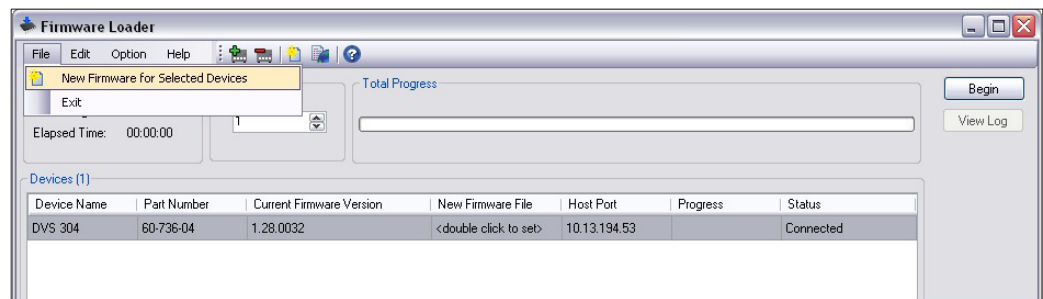 Firmware Loader
File Edit Option Help
New Firmware for Selected Devices
Exit
Total Progress
Begin
Elapsed Time: 00:00:00
1
View Log
Devices (1)
Device Name Part Number Current Firmware Version New Firmware File Host Port Progress Status
DVS 304 60-736-04 1.28.0032 <double click to set> 10.13.194.53 Connected